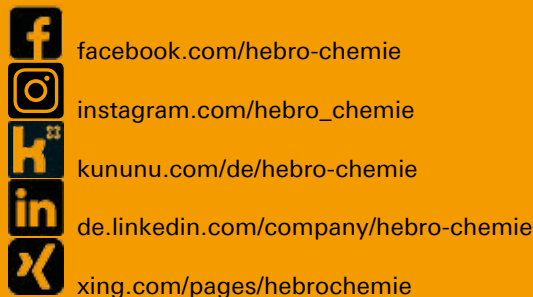 facebook.com/hebro-chemie
instagram.com/hebro_chemie
kununu.com/de/hebro-chemie
de.linkedin.com/company/hebro-chemie
xing.com/pages/hebrochemie